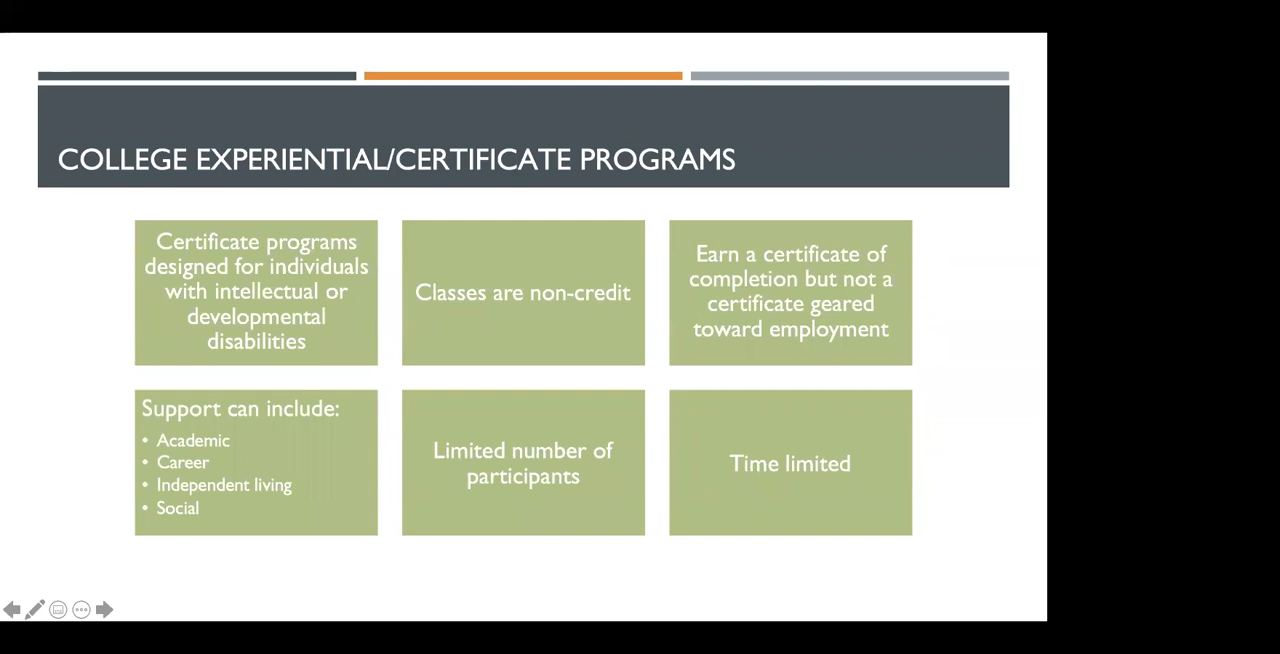 COLLEGE EXPERIENTIAL/CERTIFICATE PROGRAMS
Certificate programs
designed for individuals
with intellectual or
developmental
disabilities
Classes are non-credit
Earn a certificate of
completion but not a
certificate geared
toward employment
Support can include:
• Academic
• Career
• Independent living
• Social
Limited number of
participants
Time limited